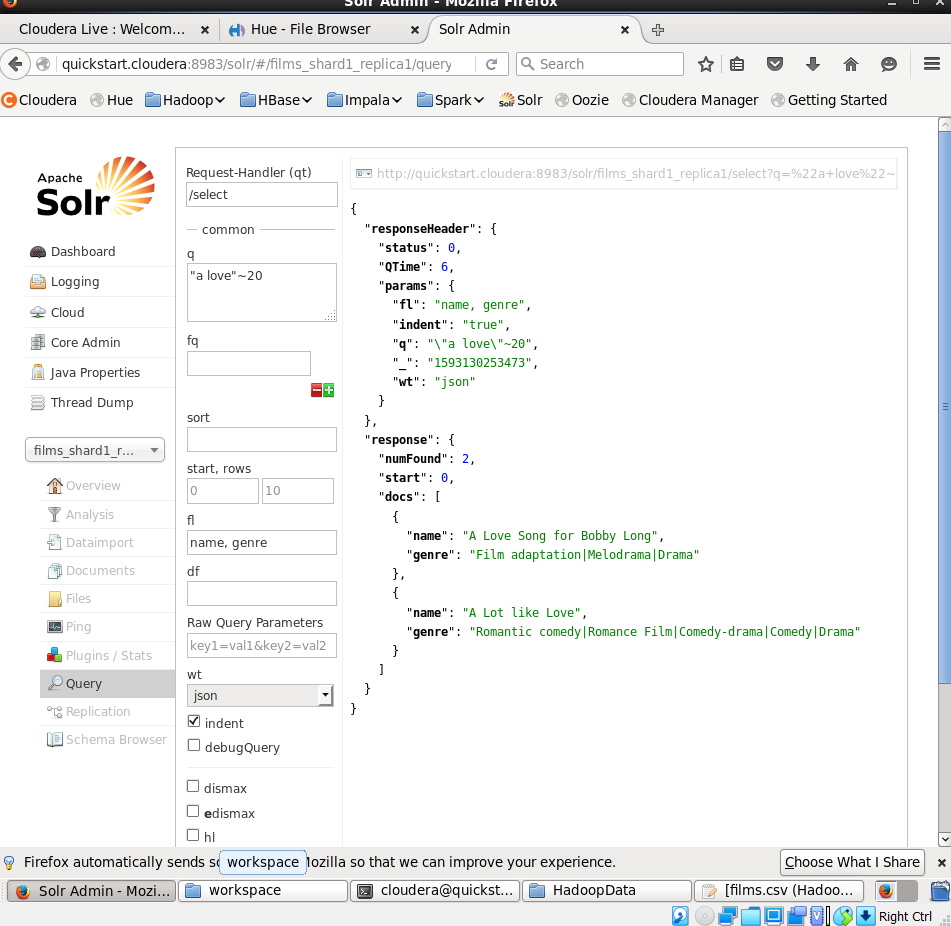 Solr Admin - Mozilla Firefox
Cloudera Live : Welcom...
Hue - File Browser
Solr Admin
quickstart.cloudera:8983/solr/#/films_shard1_replica1/query
Search
Cloudera
Hue
Hadoop
HBase
Impala
Spark
Solr
Oozie
Cloudera Manager
Getting Started
Apache
Solr
Dashboard
Logging
Cloud
Core Admin
Java Properties
Thread Dump
films_shard1_r...
Overview
Analysis
Dataimport
Documents
Files
Ping
Plugins / Stats
Query
Replication
Schema Browser
Request-Handler (qt)
/select
common
q
"a love"~20
fq
sort
start, rows
0
10
fl
name, genre
df
Raw Query Parameters
key1=val1&key2=val2
wt
json
indent
debugQuery
dismax
edismax
hl
http://quickstart.cloudera:8983/solr/films_shard1_replica1/select?q=%22a+love%22~
{
"responseHeader": {
"status": 0,
"QTime": 6,
"params": {
"fl": "name, genre",
"indent": "true",
"q": "\"a love\"~20",
"_": "1593130253473",
"wt": "json"
}
},
"response": {
"numFound": 2,
"start": 0,
"docs": [
{
"name": "A Love Song for Bobby Long",
"genre": "Film adaptation|Melodrama|Drama"
},
{
"name": "A Lot like Love",
"genre": "Romantic comedy|Romance Film|Comedy-drama|Comedy|Drama"
}
]
}
}
Firefox automatically sends so
workspace
Mozilla so that we can improve your experience.
Choose What I Share
Solr Admin - Mozi...
workspace
cloudera@quickst...
HadoopData
[films.csv (Hadoo...
Right Ctrl